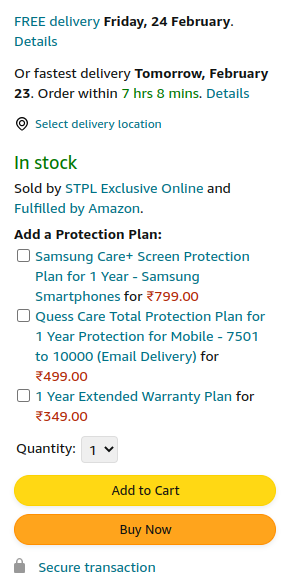 FREE delivery Friday, 24 February.
Details
Or fastest delivery Tomorrow, February
23. Order within 7 hrs 8 mins. Details
Select delivery location
In stock
Sold by STPL Exclusive Online and
Fulfilled by Amazon.
Add a Protection Plan:
Samsung Care+ Screen Protection
Plan for 1 Year - Samsung
Smartphones for ₹799.00
Quess Care Total Protection Plan for
1 Year Protection for Mobile - 7501
to 10000 (Email Delivery) for
₹499.00
1 Year Extended Warranty Plan for
₹349.00
Quantity: 1
Add to Cart
Buy Now
Secure transaction